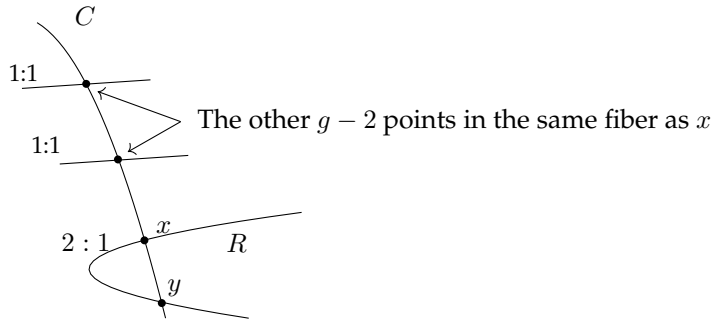 C
1:1
The other g − 2 points in the same fiber as x
1:1
x
2 : 1
R
y